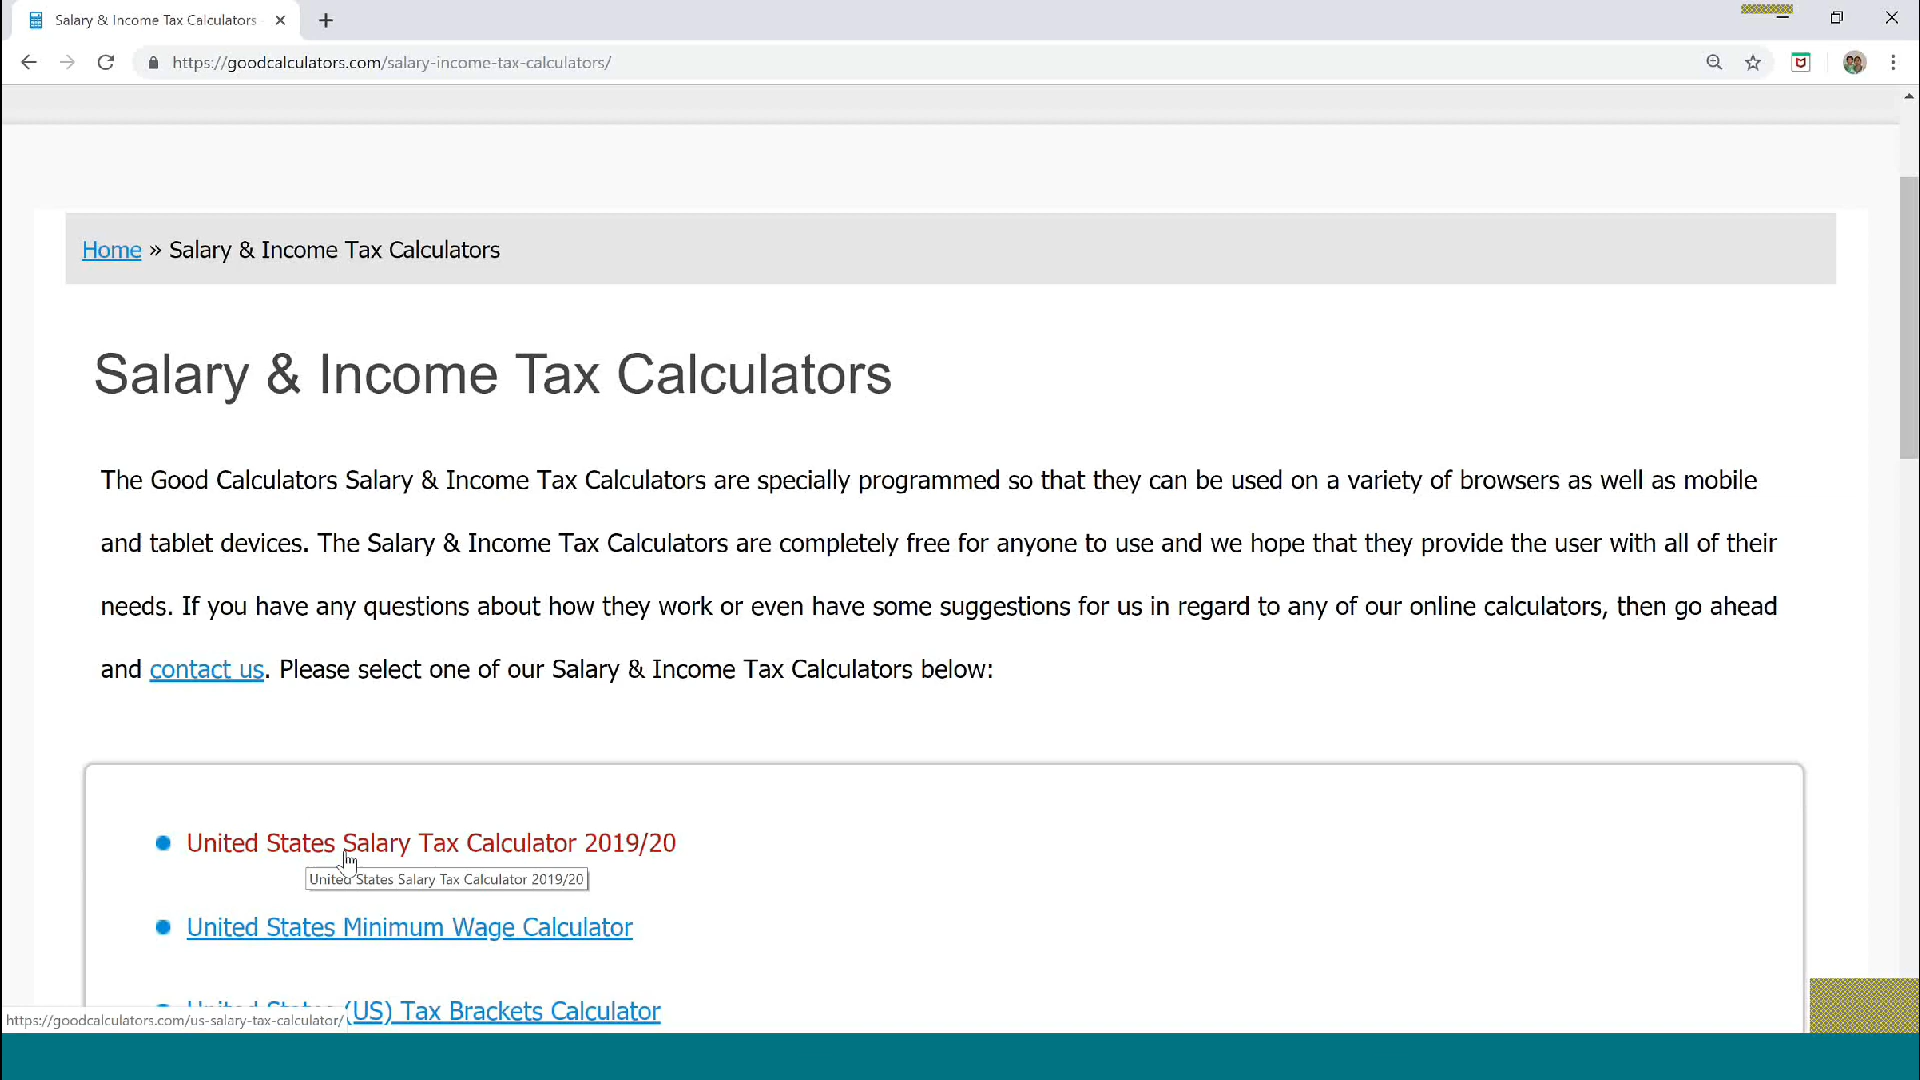 Salary & Income Tax Calculators
https://goodcalculators.com/salary-income-tax-calculators/
Home » Salary & Income Tax Calculators
Salary & Income Tax Calculators
The Good Calculators Salary & Income Tax Calculators are specially programmed so that they can be used on a variety of browsers as well as mobile
and tablet devices. The Salary & Income Tax Calculators are completely free for anyone to use and we hope that they provide the user with all of their
needs. If you have any questions about how they work or even have some suggestions for us in regard to any of our online calculators, then go ahead
and contact us. Please select one of our Salary & Income Tax Calculators below:
United States Salary Tax Calculator 2019/20
United States Salary Tax Calculator 2019/20
United States Minimum Wage Calculator
United States (US) Tax Brackets Calculator
https://goodcalculators.com/us-salary-tax-calculator/